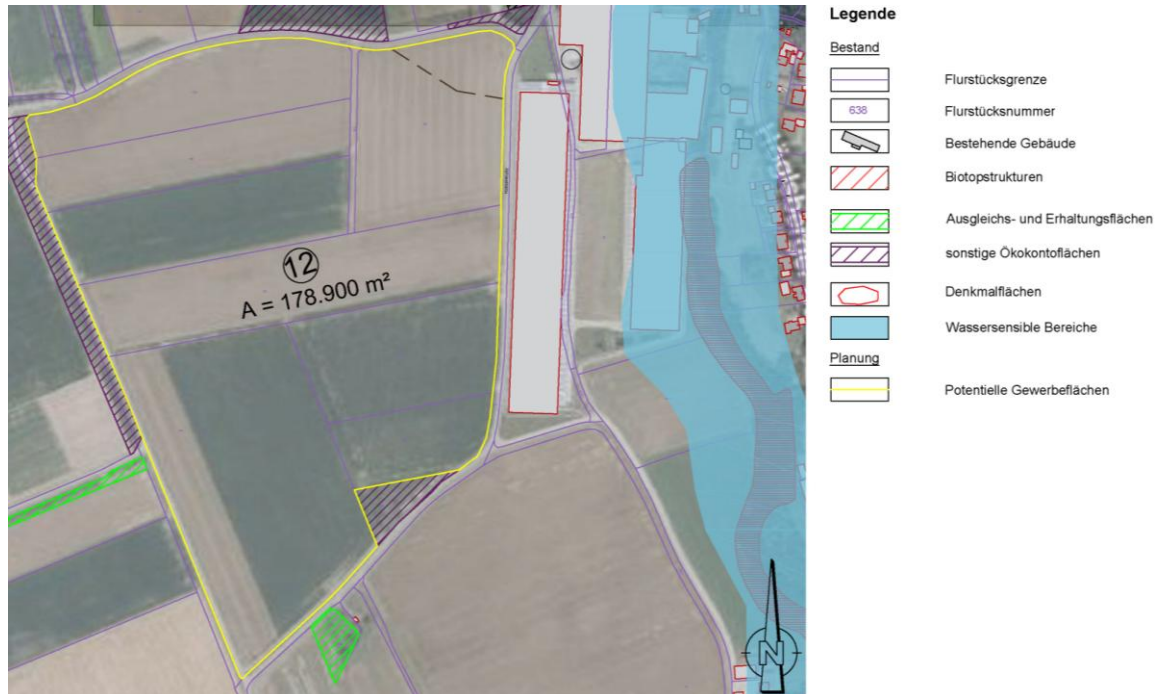 12
A = 178.900 m²
N
Legende
Bestand
Flurstücksgrenze
638 Flurstücksnummer
Bestehnde Gebäude
Biotopstrukturen
Ausgleichs- und Erhaltungsflächen
sonstige Ökokontoflächen
Denkmalflächen
Wassersensible Bereiche
Planung
Potentielle Gewerbeflächen